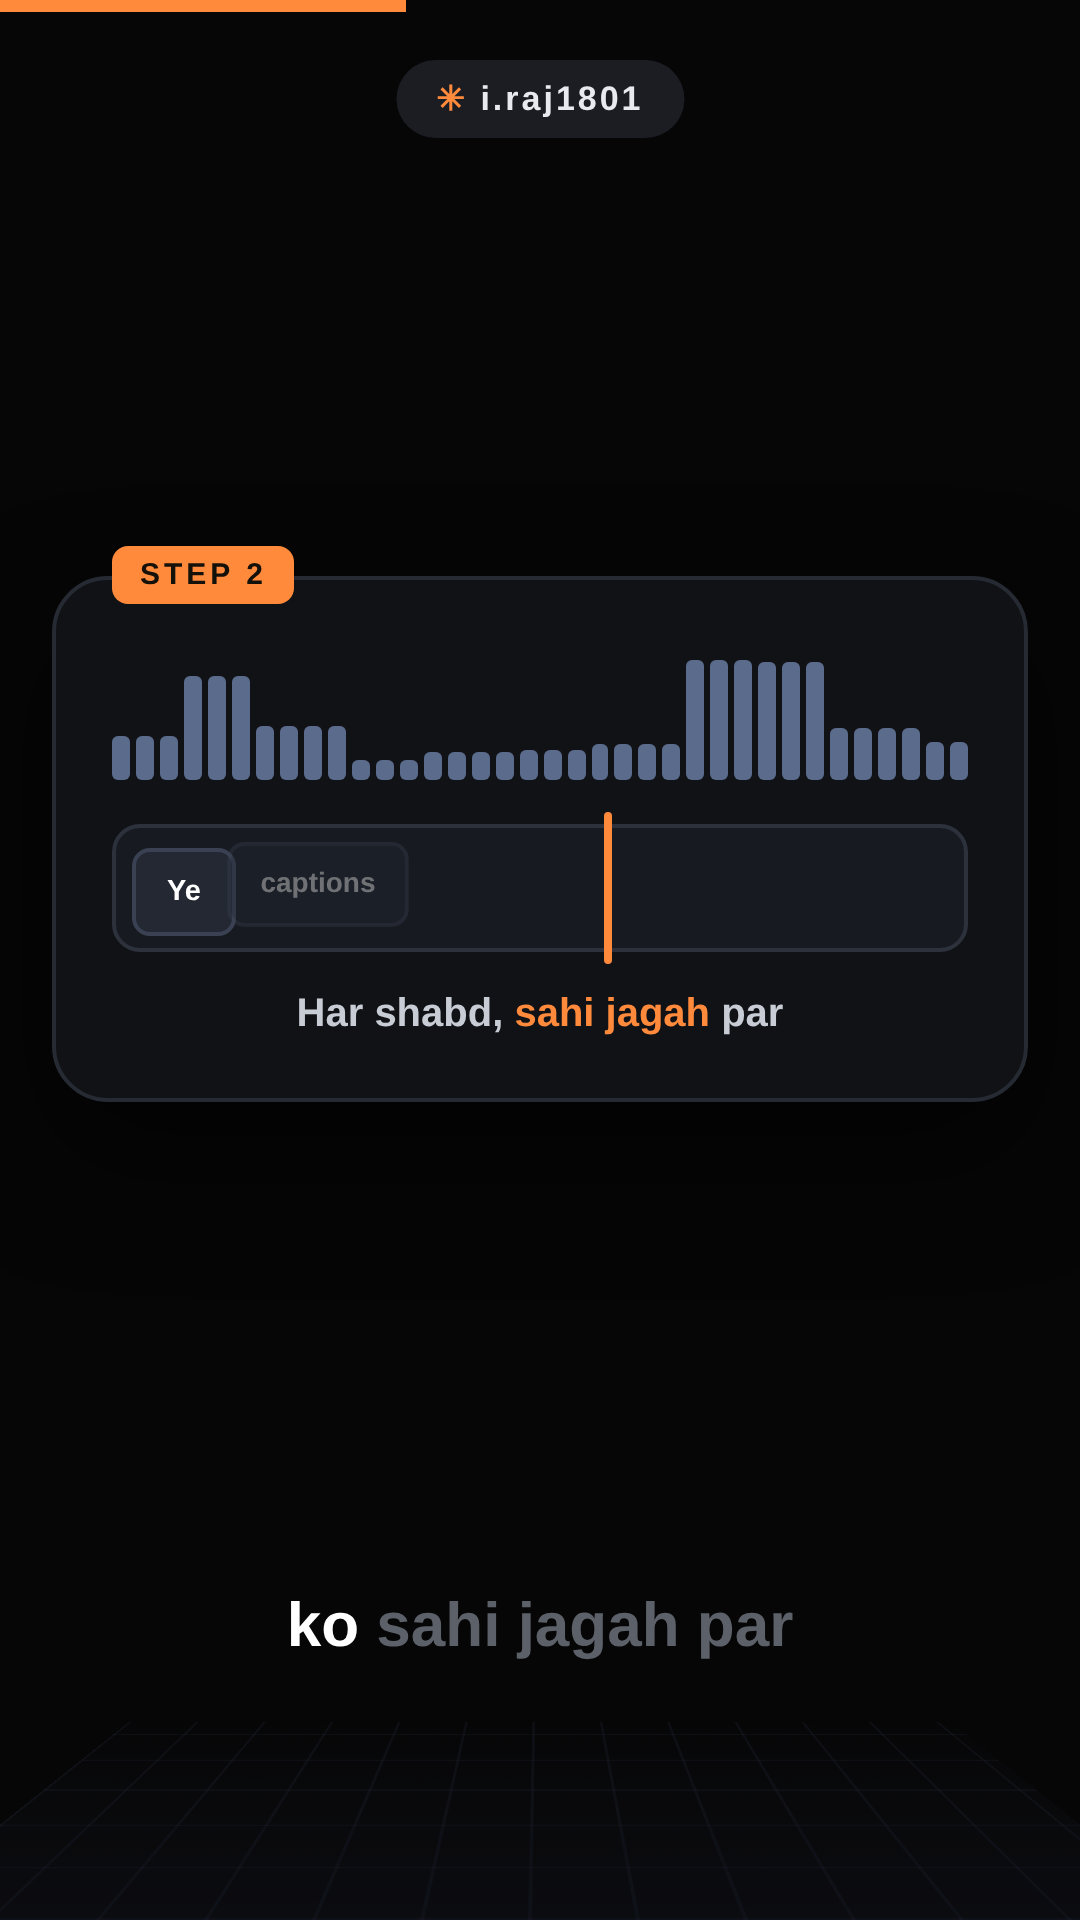 ✳ i.raj1801
STEP 2
Ye captions
Har shabd, sahi jagah par
ko sahi jagah par